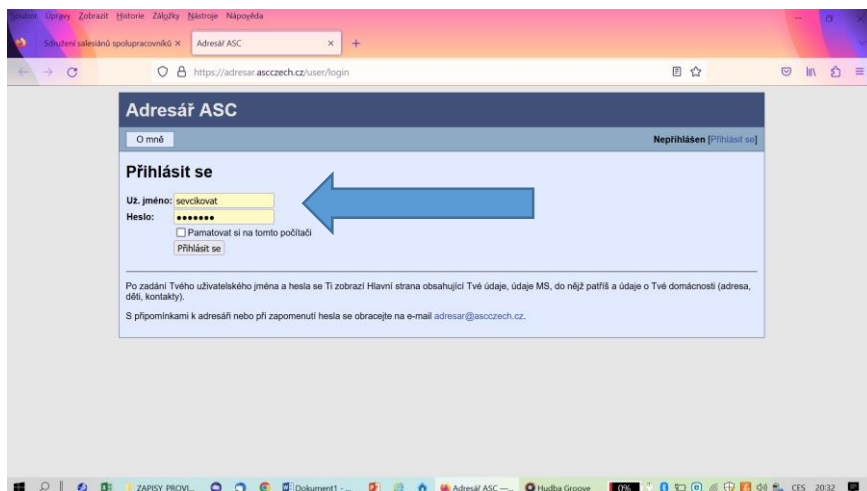 Soubor Úpravy Zobrazit Historie Záložky Nástroje Nápověda
Sdružení salesiánů spolupracovníků × Adresář ASC × +
https://adresar.ascczech.cz/user/login
Adresář ASC
O mně Nepřihlášen [Přihlásit se]
Přihlásit se
Už. jméno: sevcikovat
Heslo: •••••••
Pamatovat si na tomto počítači
Přihlásit se
Po zadání Tvého uživatelského jména a hesla se Ti zobrazí Hlavní strana obsahující Tvé údaje, údaje MS, do nějž patříš a údaje o Tvé domácnosti (adresa,
děti, kontakty).
S připomínkami k adresáři nebo při zapomenutí hesla se obracejte na e-mail adresar@ascczech.cz.
ZAPISY PROVI... Dokument1 - ... Adresář ASC —... Hudba Groove 0% CES 20:32